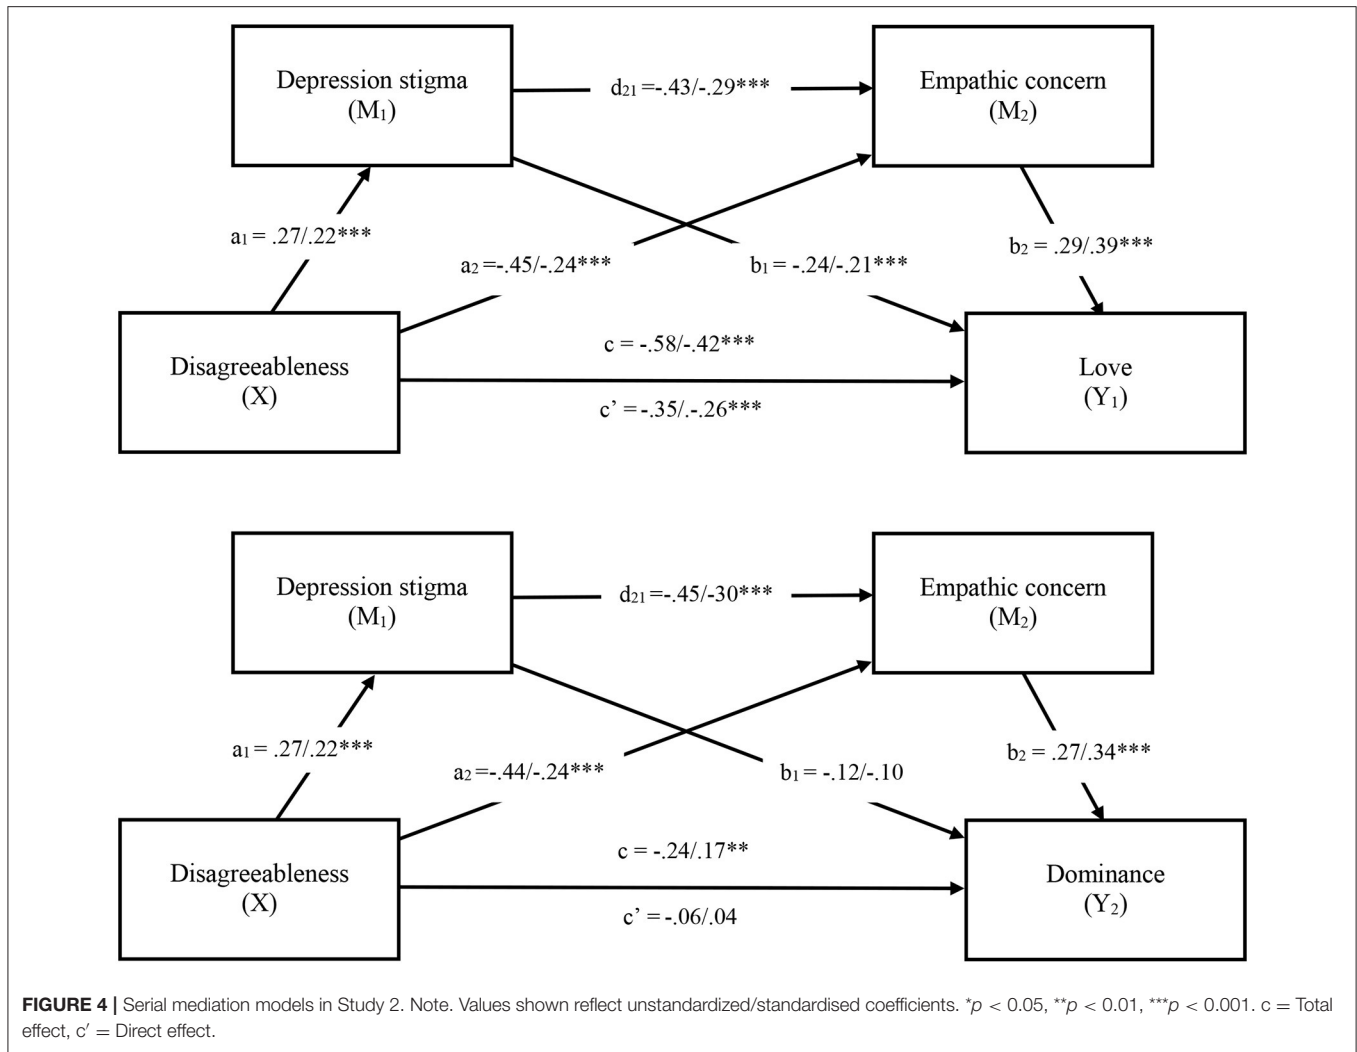 Depression stigma
(M₁)
d₂₁ =-.43/-.29***
Empathic concern
(M₂)
a₁ = .27/.22***
a₂ =-.45/-.24***
b₁ = -.24/-.21***
b₂ = .29/.39***
Disagreeableness
(X)
c = -.58/-.42***
c’ = -.35/.-.26***
Love
(Y₁)
Depression stigma
(M₁)
d₂₁ =-.45/-30***
Empathic concern
(M₂)
a₁ = .27/.22***
a₂ =-.44/-.24***
b₁ = -.12/-.10
b₂ = .27/.34***
Disagreeableness
(X)
c = -.24/.17**
c’ = -.06/.04
Dominance
(Y₂)
FIGURE 4 | Serial mediation models in Study 2. Note. Values shown reflect unstandardized/standardised coefficients. *p < 0.05, **p < 0.01, ***p < 0.001. c = Total
effect, c′ = Direct effect.